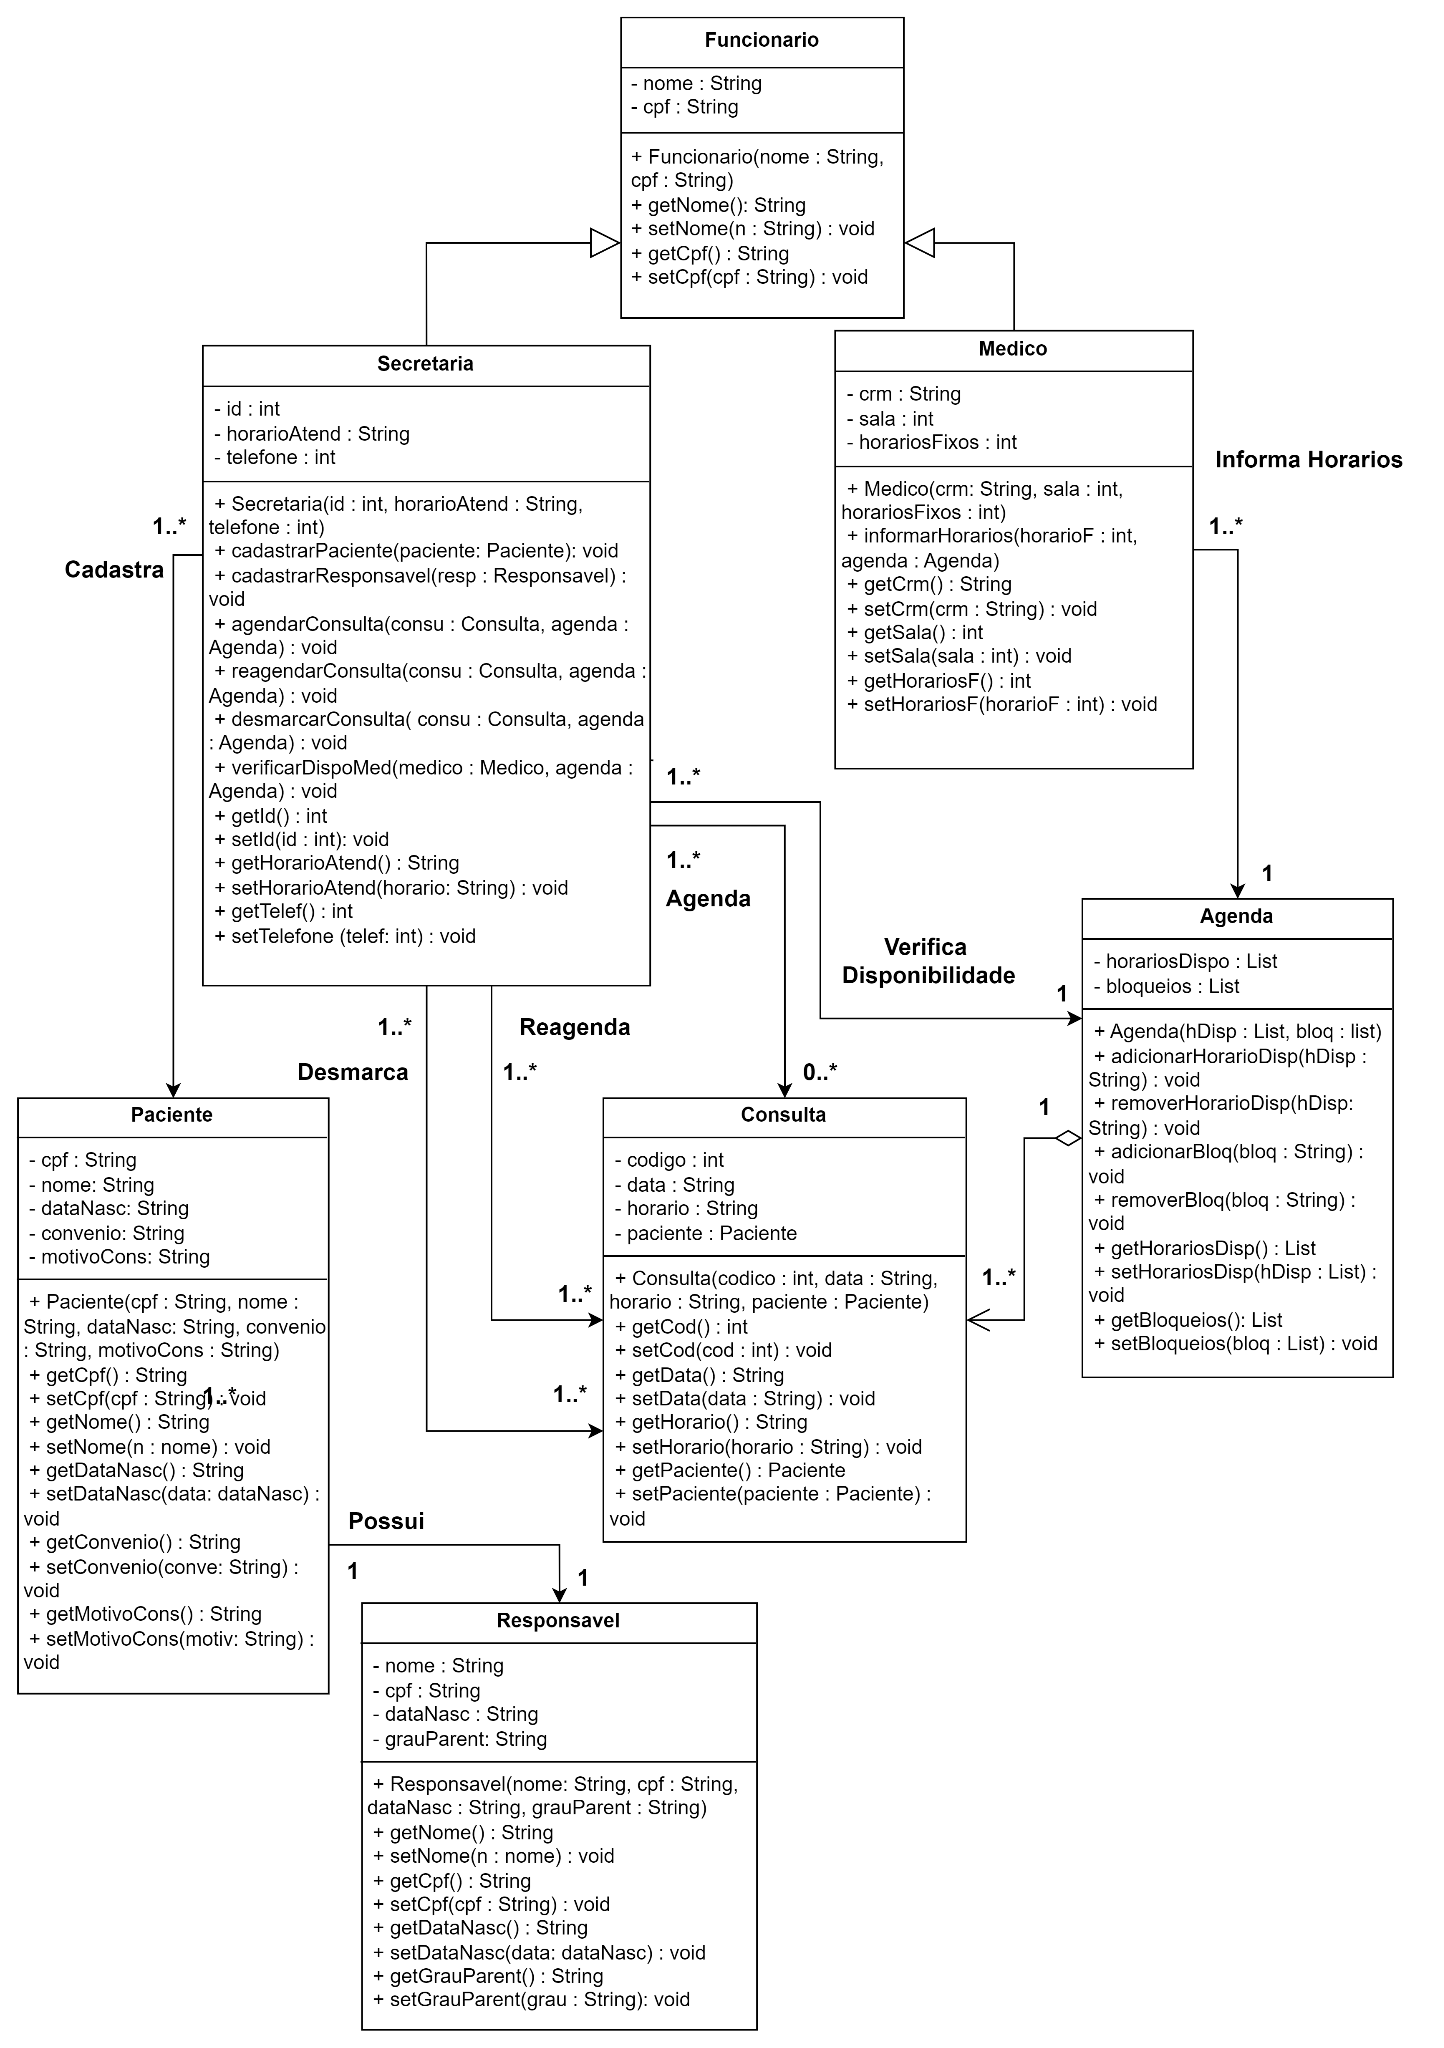 Funcionario
- nome : String
- cpf : String
+ Funcionario(nome : String,
cpf : String)
+ getNome(): String
+ setNome(n : String) : void
+ getCpf() : String
+ setCpf(cpf : String) : void
Secretaria
- id : int
- horarioAtend : String
- telefone : int
+ Secretaria(id : int, horarioAtend : String,
telefone : int)
+ cadastrarPaciente(paciente: Paciente): void
+ cadastrarResponsavel(resp : Responsavel) :
void
+ agendarConsulta(consu : Consulta, agenda :
Agenda) : void
+ reagendarConsulta(consu : Consulta, agenda :
Agenda) : void
+ desmarcarConsulta( consu : Consulta, agenda
: Agenda) : void
+ verificarDispoMed(medico : Medico, agenda :
Agenda) : void
+ getId() : int
+ setId(id : int): void
+ getHorarioAtend() : String
+ setHorarioAtend(horario: String) : void
+ getTelef() : int
+ setTelefone (telef: int) : void
Medico
- crm : String
- sala : int
- horariosFixos : int
+ Medico(crm: String, sala : int,
horariosFixos : int)
+ informarHorarios(horarioF : int,
agenda : Agenda)
+ getCrm() : String
+ setCrm(crm : String) : void
+ getSala() : int
+ setSala(sala : int) : void
+ getHorariosF() : int
+ setHorariosF(horarioF : int) : void
Informa Horarios
1..*
1
1..*
Cadastra
1..*
1..*
Agenda
Verifica
Disponibilidade
1
1..*
Desmarca
Reagenda
1..*
0..*
Agenda
- horariosDispo : List
- bloqueios : List
+ Agenda(hDisp : List, bloq : list)
+ adicionarHorarioDisp(hDisp :
String) : void
+ removerHorarioDisp(hDisp:
String) : void
+ adicionarBloq(bloq : String) :
void
+ removerBloq(bloq : String) :
void
+ getHorariosDisp() : List
+ setHorariosDisp(hDisp : List) :
void
+ getBloqueios(): List
+ setBloqueios(bloq : List) : void
1
1..*
Paciente
- cpf : String
- nome: String
- dataNasc: String
- convenio: String
- motivoCons: String
+ Paciente(cpf : String, nome :
String, dataNasc: String, convenio
: String, motivoCons : String)
+ getCpf() : String
+ setCpf(cpf : String) : void
1..*
+ getNome() : String
+ setNome(n : nome) : void
+ getDataNasc() : String
+ setDataNasc(data: dataNasc) :
void
+ getConvenio() : String
+ setConvenio(conve: String) :
void
+ getMotivoCons() : String
+ setMotivoCons(motiv: String) :
void
Consulta
- codigo : int
- data : String
- horario : String
- paciente : Paciente
+ Consulta(codico : int, data : String,
horario : String, paciente : Paciente)
+ getCod() : int
+ setCod(cod : int) : void
+ getData() : String
+ setData(data : String) : void
+ getHorario() : String
+ setHorario(horario : String) : void
+ getPaciente() : Paciente
+ setPaciente(paciente : Paciente) :
void
1..*
1..*
Possui
1
1
Responsavel
- nome : String
- cpf : String
- dataNasc : String
- grauParent: String
+ Responsavel(nome: String, cpf : String,
dataNasc : String, grauParent : String)
+ getNome() : String
+ setNome(n : nome) : void
+ getCpf() : String
+ setCpf(cpf : String) : void
+ getDataNasc() : String
+ setDataNasc(data: dataNasc) : void
+ getGrauParent() : String
+ setGrauParent(grau : String): void